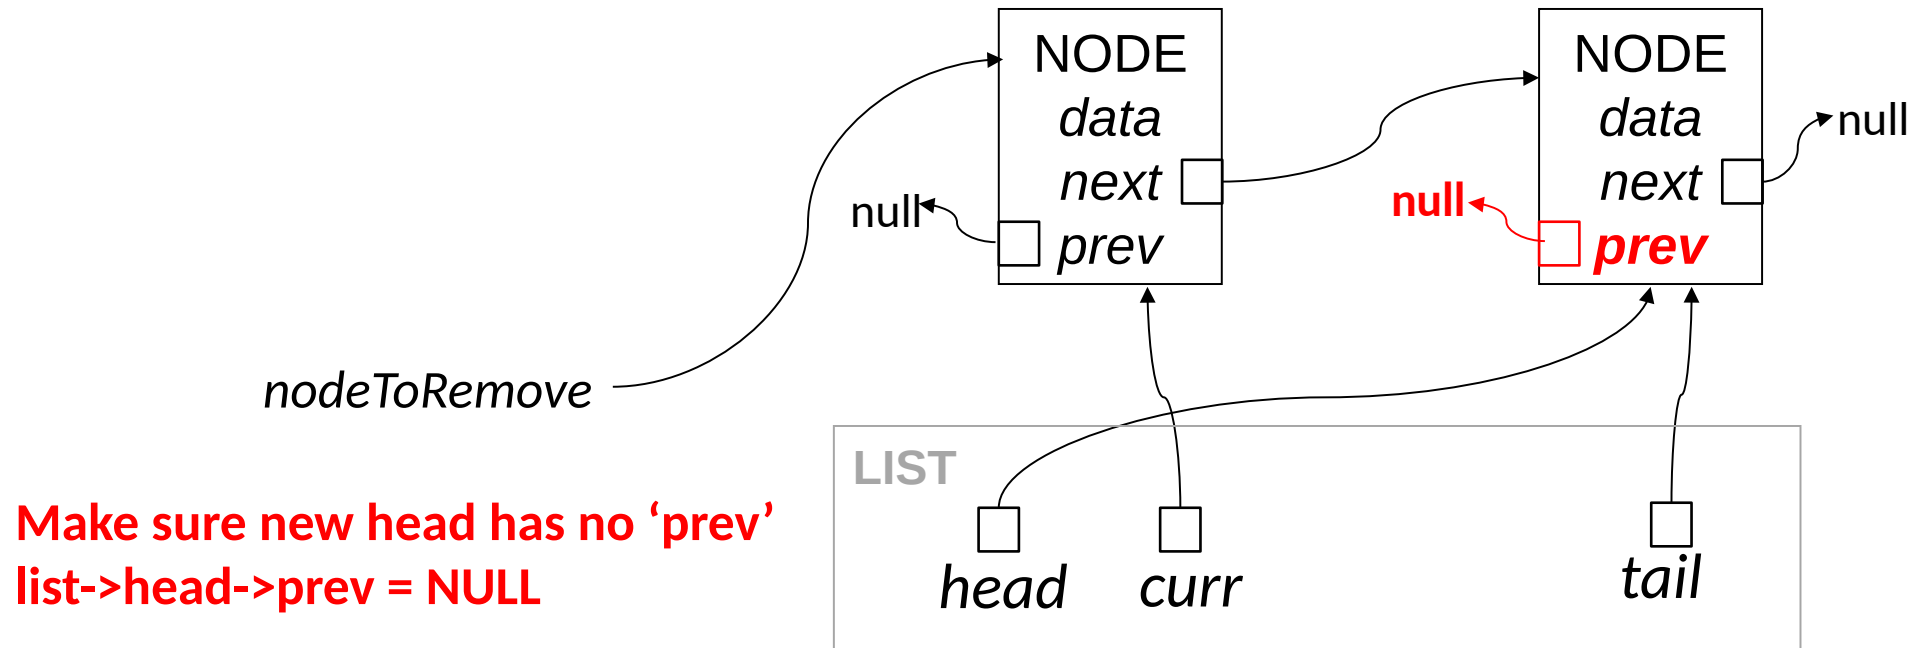 NODE
data
next
prev
null
NODE
data
next
prev
null
null
nodeToRemove
Make sure new head has no ‘prev’
list->head->prev = NULL
LIST
head
curr
tail